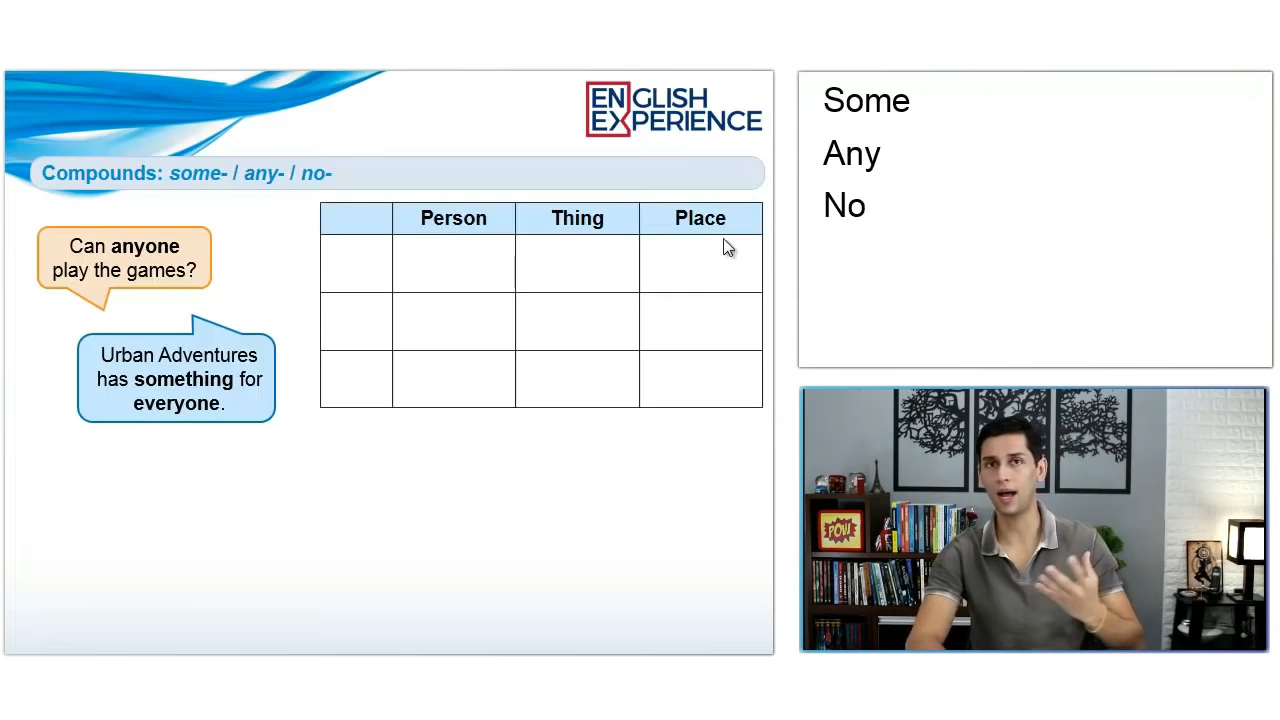 ENGLISH
EXPERIENCE
Compounds: some- / any- / no-
Can anyone
play the games?
Urban Adventures
has something for
everyone.
Person Thing Place
Some
Any
No
POW